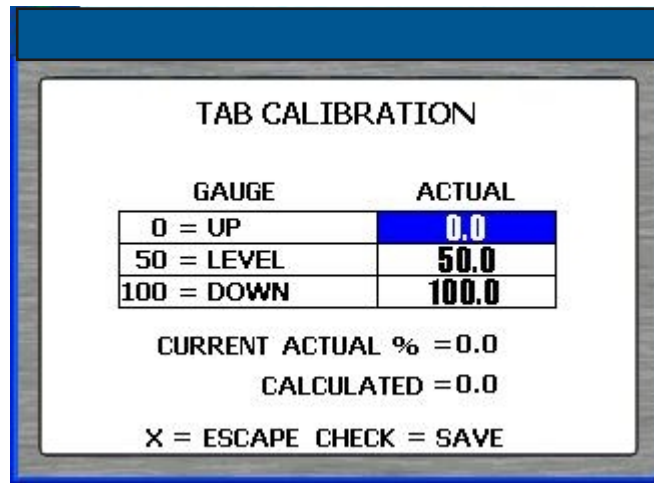 TAB CALIBRATION
GAUGE ACTUAL
0 = UP 0.0
50 = LEVEL 50.0
100 = DOWN 100.0
CURRENT ACTUAL % =0.0
CALCULATED =0.0
X = ESCAPE CHECK = SAVE